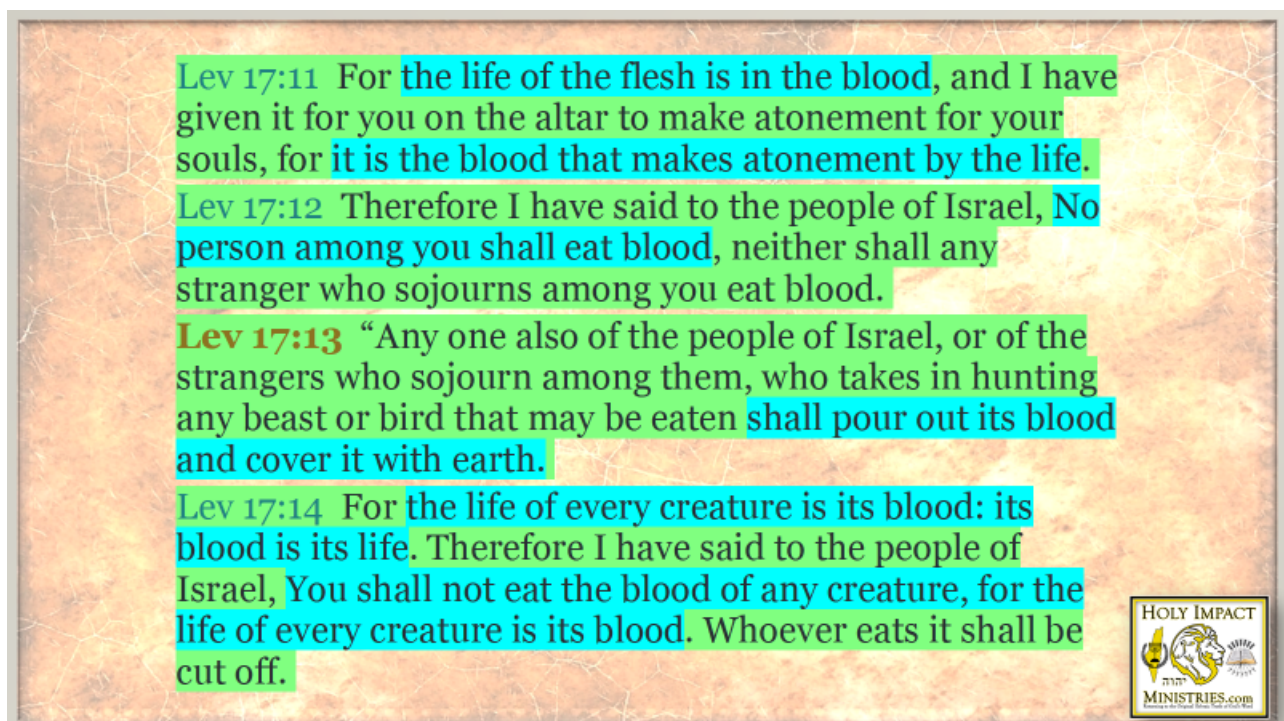 Lev 17:11  For the life of the flesh is in the blood, and I have
given it for you on the altar to make atonement for your
souls, for it is the blood that makes atonement by the life.
Lev 17:12  Therefore I have said to the people of Israel, No
person among you shall eat blood, neither shall any
stranger who sojourns among you eat blood.
Lev 17:13  “Any one also of the people of Israel, or of the
strangers who sojourn among them, who takes in hunting
any beast or bird that may be eaten shall pour out its blood
and cover it with earth.
Lev 17:14  For the life of every creature is its blood: its
blood is its life. Therefore I have said to the people of
Israel, You shall not eat the blood of any creature, for the
life of every creature is its blood. Whoever eats it shall be
cut off.
HOLY IMPACT
יהוה
MINISTRIES.com